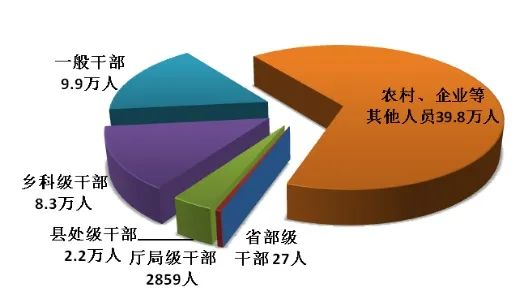 一般干部
9.9万人
农村、企业等
其他人员39.8万人
乡科级干部
8.3万人
县处级干部
2.2万人
厅局级干部
2859人
省部级
干部27人